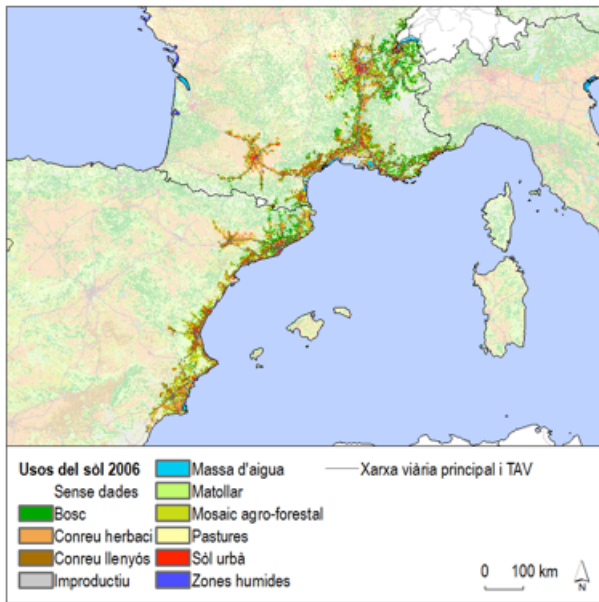 Usos del sòl 2006
Sense dades
Bosc
Conreu herbaci
Conreu llenyós
Improductiu
Massa d'aigua
Matollar
Mosaic agro-forestal
Pastures
Sòl urbà
Zones humides
Xarxa viària principal i TAV
0 100 km
N